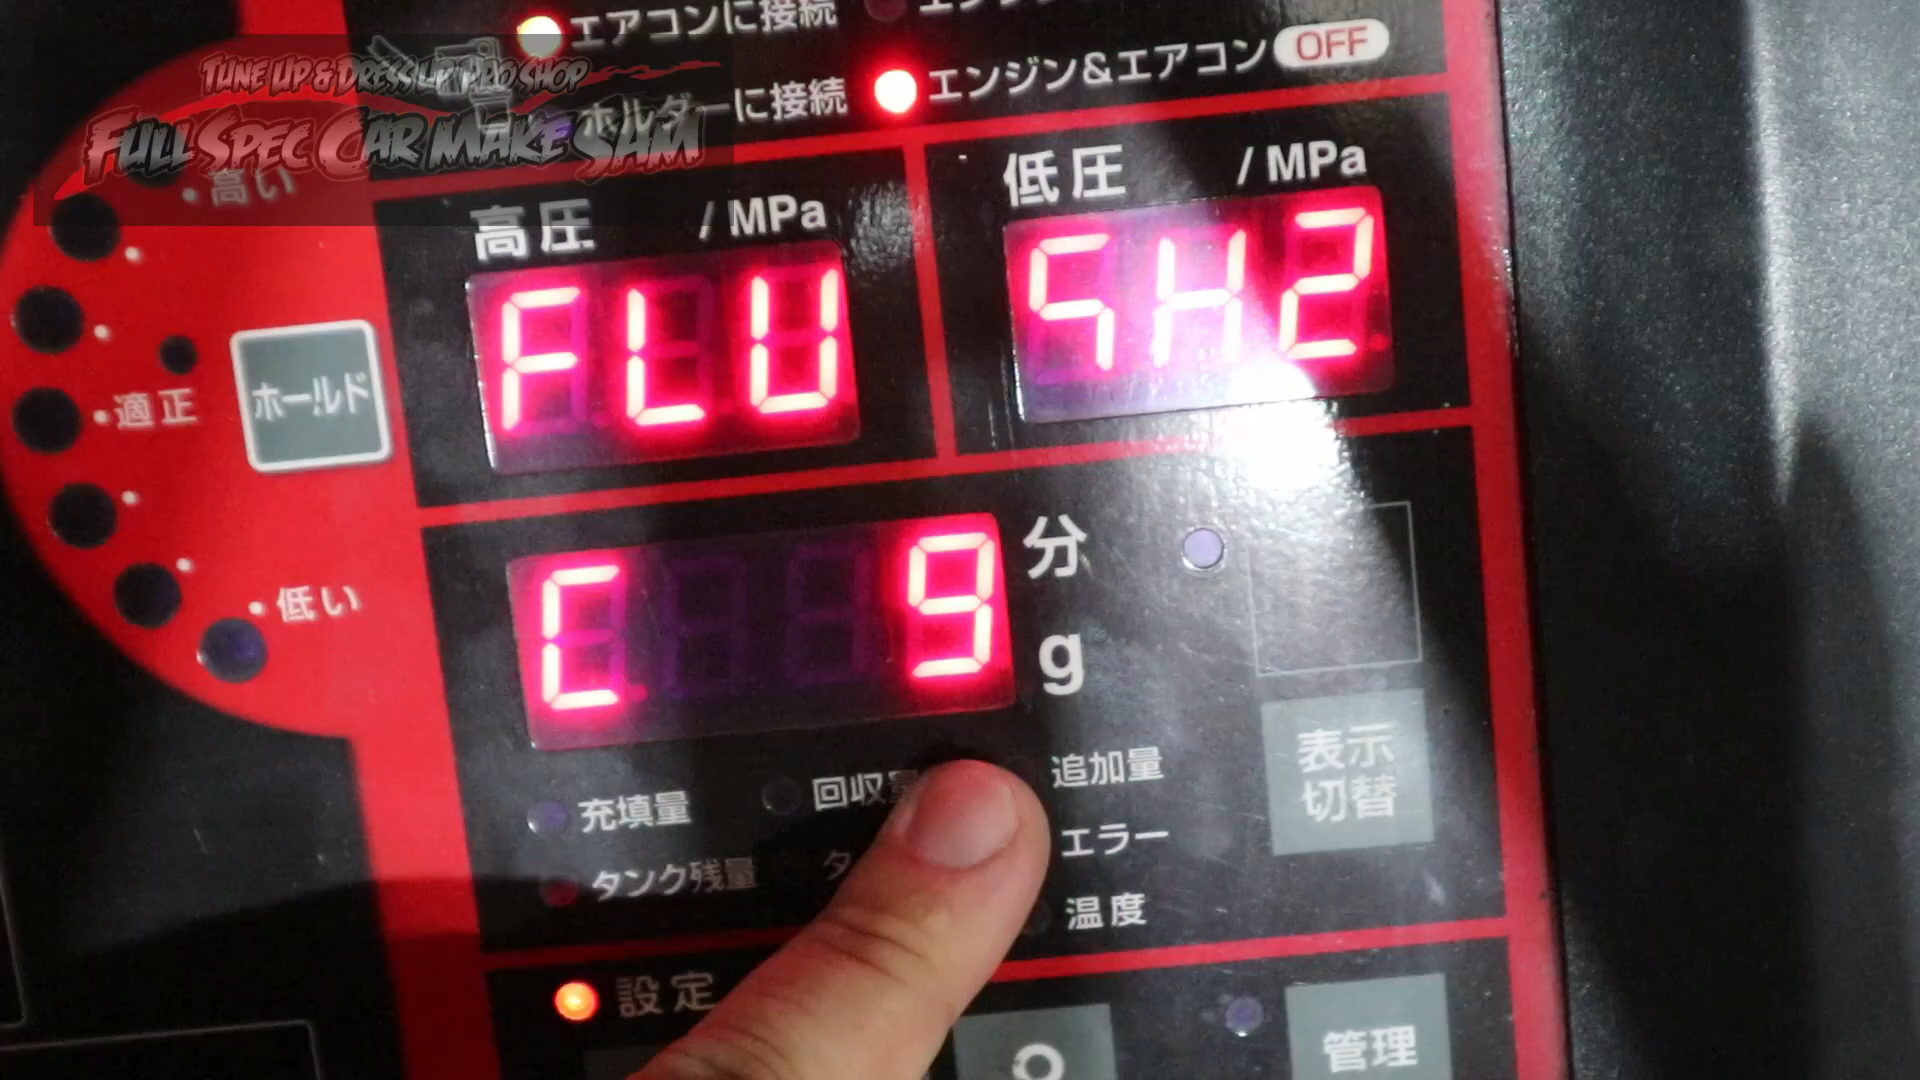 エアコンに接続
TUNE UP & DRESS UP PRO SHOP
FULL SPEC CAR MAKE SAM
ホルダーに接続
エンジン&エアコン OFF
高い
高圧 / MPa
低圧 / MPa
FLU
SH2
ホールド
適正
低い
C 9
分
g
表示
切替
充填量
回収量
追加量
エラー
タンク残量
温度
設定
管理